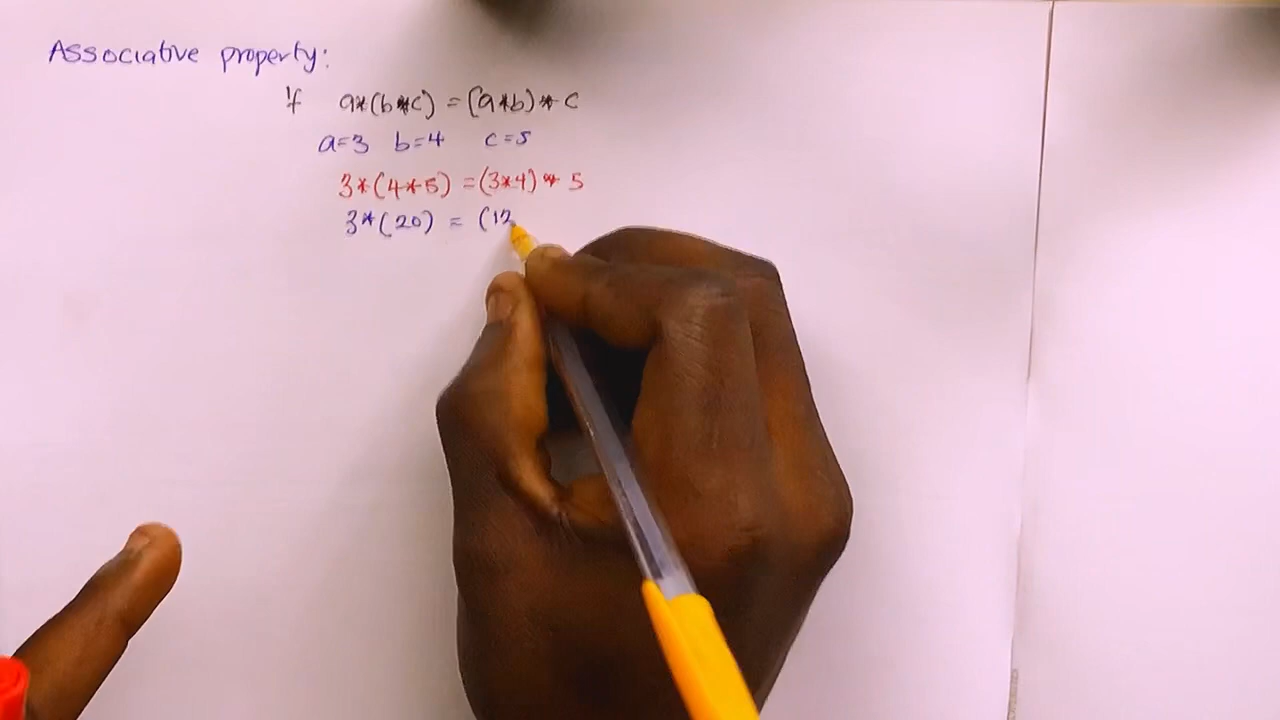 Associative property:
If a*(b*c) = (a*b)*c
a=3 b=4 c=5
3*(4*5) = (3*4)*5
3*(20) = (12